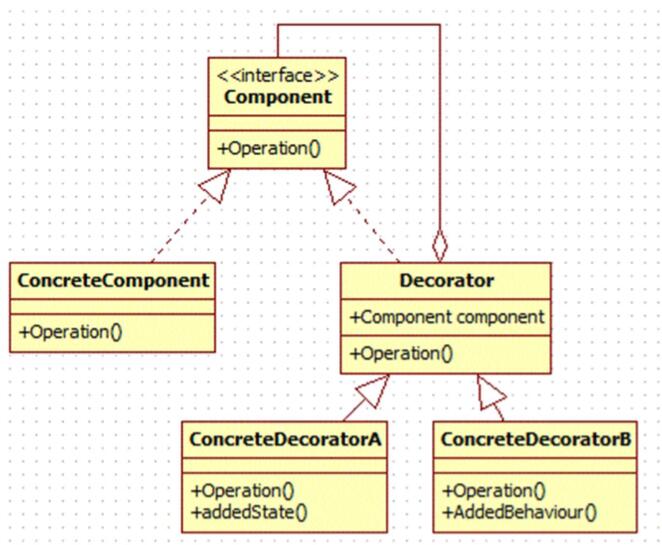 <<interface>>
Component
+Operation()
ConcreteComponent
+Operation()
Decorator
+Component component
+Operation()
ConcreteDecoratorA
+Operation()
+addedState()
ConcreteDecoratorB
+Operation()
+AddedBehaviour()